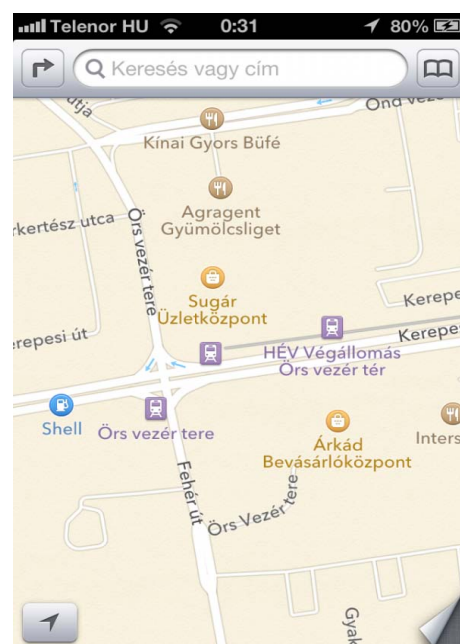 Telenor HU 0:31 80%
Keresés vagy cím
utja
Ond vezé
Kínai Gyors Büfé
Agragent
Gyümölcsliget
rkertész utca
Örs vezér tere
Sugár
Üzletközpont
Kerepe
erepesi út
Kerepe
HÉV Végállomás
Örs vezér tér
Shell
Örs vezér tere
Árkád
Bevásárlóközpont
Inters
Fehér út
Örs Vezér tere
Gyak